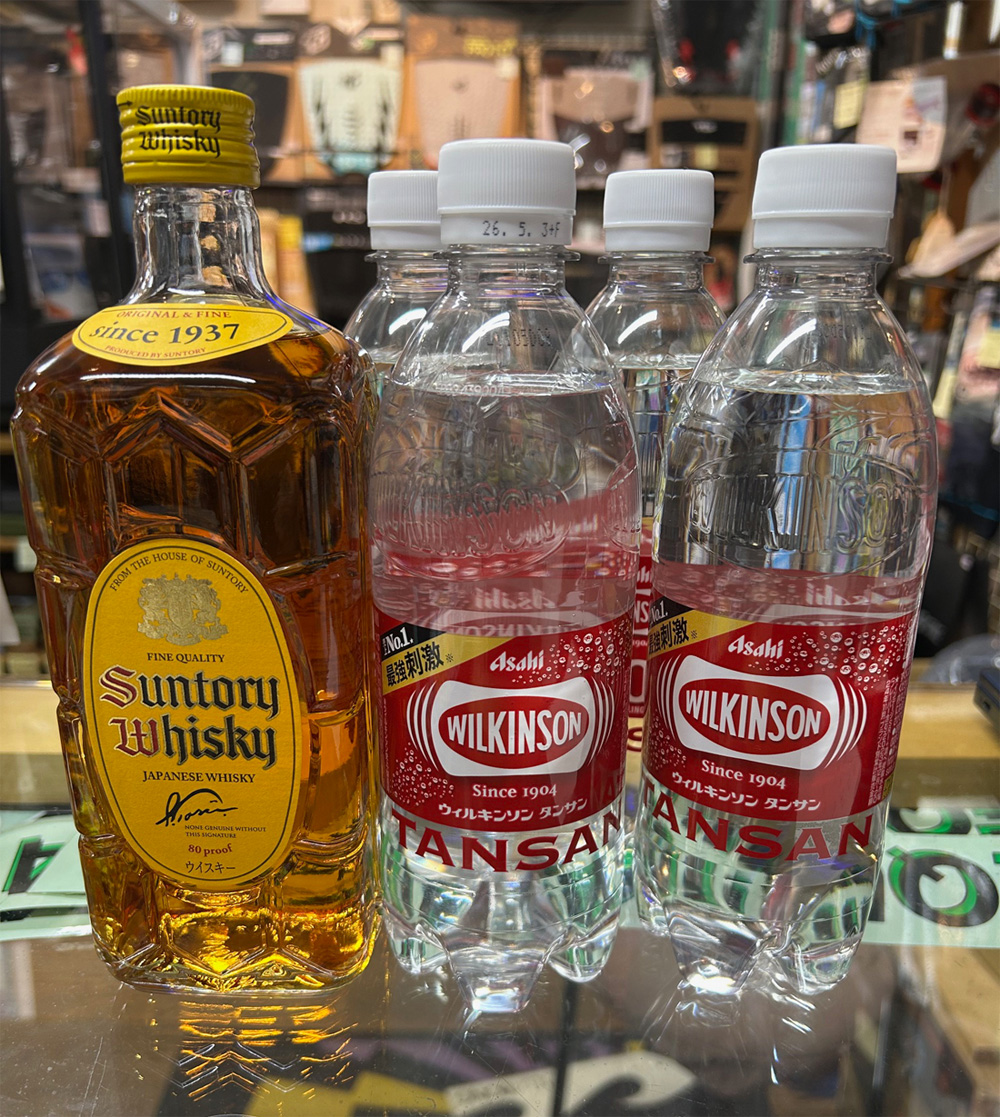 Suntory
Whisky
ORIGINAL & FINE
since 1937
PRODUCED BY SUNTORY
FROM THE HOUSE OF SUNTORY
FINE QUALITY
Suntory
Whisky
JAPANESE WHISKY
NONE GENUINE WITHOUT
THIS SIGNATURE
80 proof
ウイスキー
26. 5. 3+F
No.1.
最強刺激※
Asahi
WILKINSON
Since 1904
ウィルキンソン タンサン
TANSAN
No.1.
刺激※
Asahi
WILKINSON
Since 1904
ウィルキンソン タンサン
TANSAN